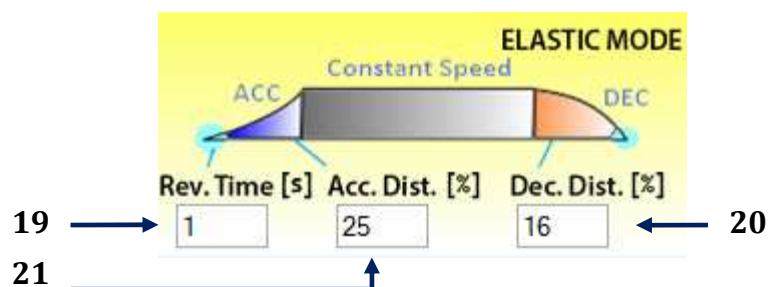 ELASTIC MODE
Constant Speed
ACC
DEC
Rev. Time [s] Acc. Dist. [%] Dec. Dist. [%]
19 1 25 16 20
21